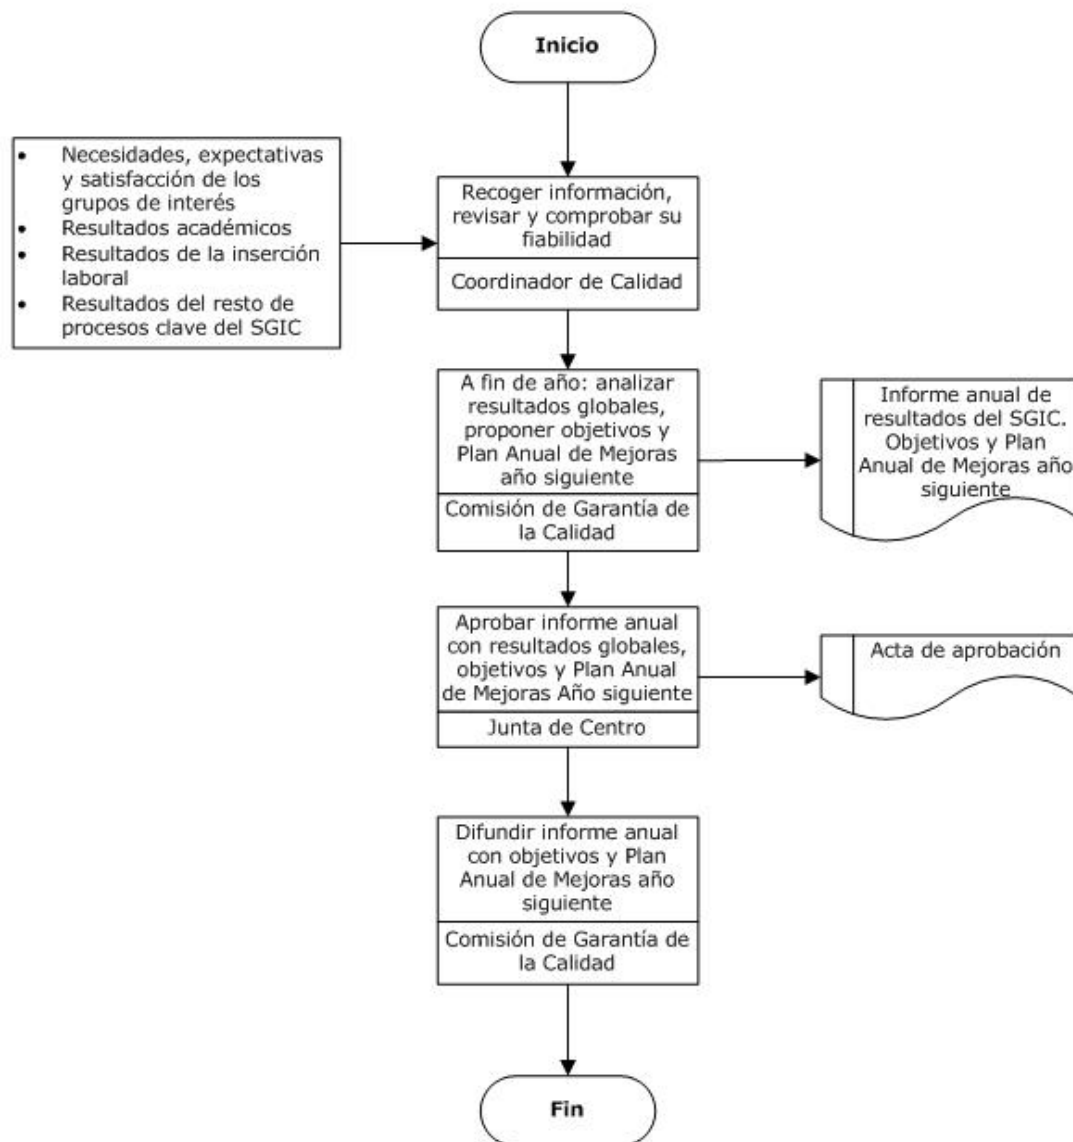 Inicio
• Necesidades, expectativas
y satisfacción de los
grupos de interés
• Resultados académicos
• Resultados de la inserción
laboral
• Resultados del resto de
procesos clave del SGIC
Recoger información,
revisar y comprobar su
fiabilidad
Coordinador de Calidad
A fin de año: analizar
resultados globales,
proponer objetivos y
Plan Anual de Mejoras
año siguiente
Comisión de Garantía de
la Calidad
Informe anual de
resultados del SGIC.
Objetivos y Plan
Anual de Mejoras año
siguiente
Aprobar informe anual
con resultados globales,
objetivos y Plan Anual
de Mejoras Año siguiente
Junta de Centro
Acta de aprobación
Difundir informe anual
con objetivos y Plan
Anual de Mejoras año
siguiente
Comisión de Garantía de
la Calidad
Fin